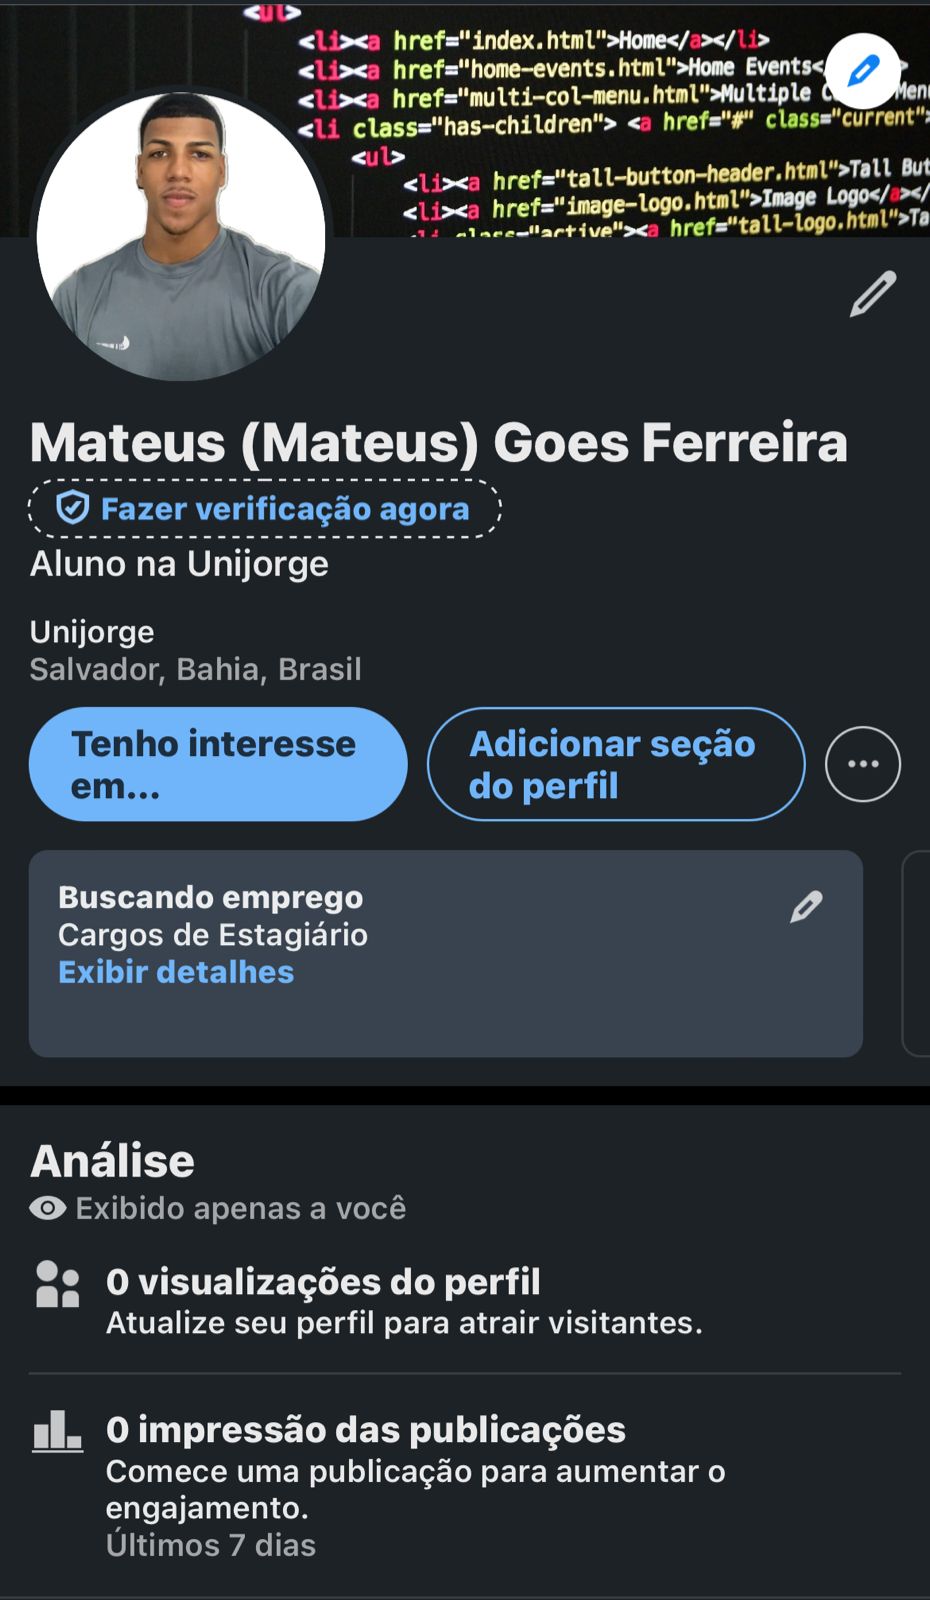 <ul>
<li><a href="index.html">Home</a></li>
<li><a href="home-events.html">Home Events<
<li><a href="multi-col-menu.html">Multiple Menu
<li class="has-children"> <a href="#" class="current">
<ul>
<li><a href="tall-button-header.html">Tall But
<li><a href="image-logo.html">Image Logo</a></
<li class="active"><a href="tall-logo.html">Ta
Mateus (Mateus) Goes Ferreira
Fazer verificação agora
Aluno na Unijorge
Unijorge
Salvador, Bahia, Brasil
Tenho interesse
em...
Adicionar seção
do perfil
Buscando emprego
Cargos de Estagiário
Exibir detalhes
Análise
Exibido apenas a você
0 visualizações do perfil
Atualize seu perfil para atrair visitantes.
0 impressão das publicações
Comece uma publicação para aumentar o
engajamento.
Últimos 7 dias